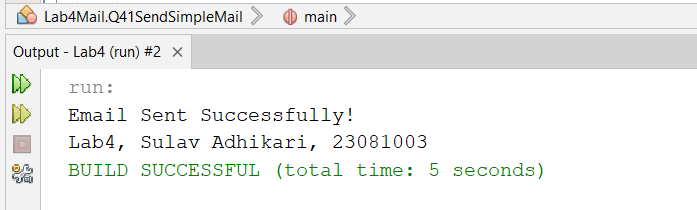 Lab4Mail.Q41SendSimpleMail
main
Output - Lab4 (run) #2
run:
Email Sent Successfully!
Lab4, Sulav Adhikari, 23081003
BUILD SUCCESSFUL (total time: 5 seconds)